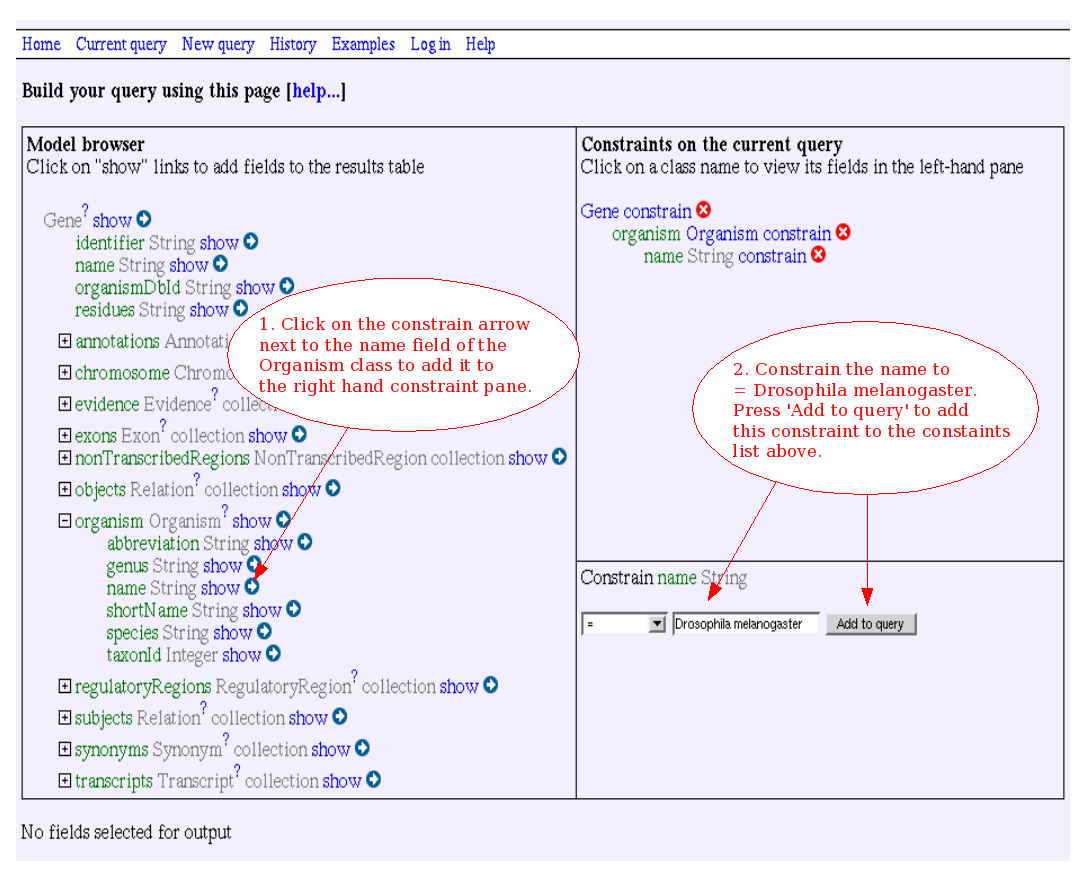 Home Current query New query History Examples Log in Help
Build your query using this page [help...]
Model browser
Click on "show" links to add fields to the results table
Gene? show
identifier String show
name String show
organismDbId String show
residues String show
annotations Annotati
chromosome Chromo
evidence Evidence? collecti
exons Exon? collection show
nonTranscribedRegions NonTranscribedRegion collection show
objects Relation? collection show
organism Organism? show
abbreviation String show
genus String show
name String show
shortName String show
species String show
taxonId Integer show
regulatoryRegions RegulatoryRegion? collection show
subjects Relation? collection show
synonyms Synonym? collection show
transcripts Transcript? collection show
1. Click on the constrain arrow
next to the name field of the
Organism class to add it to
the right hand constraint pane.
Constraints on the current query
Click on a class name to view its fields in the left-hand pane
Gene constrain
organism Organism constrain
name String constrain
2. Constrain the name to
= Drosophila melanogaster.
Press 'Add to query' to add
this constraint to the constaints
list above.
Constrain name String
= Drosophila melanogaster Add to query
No fields selected for output